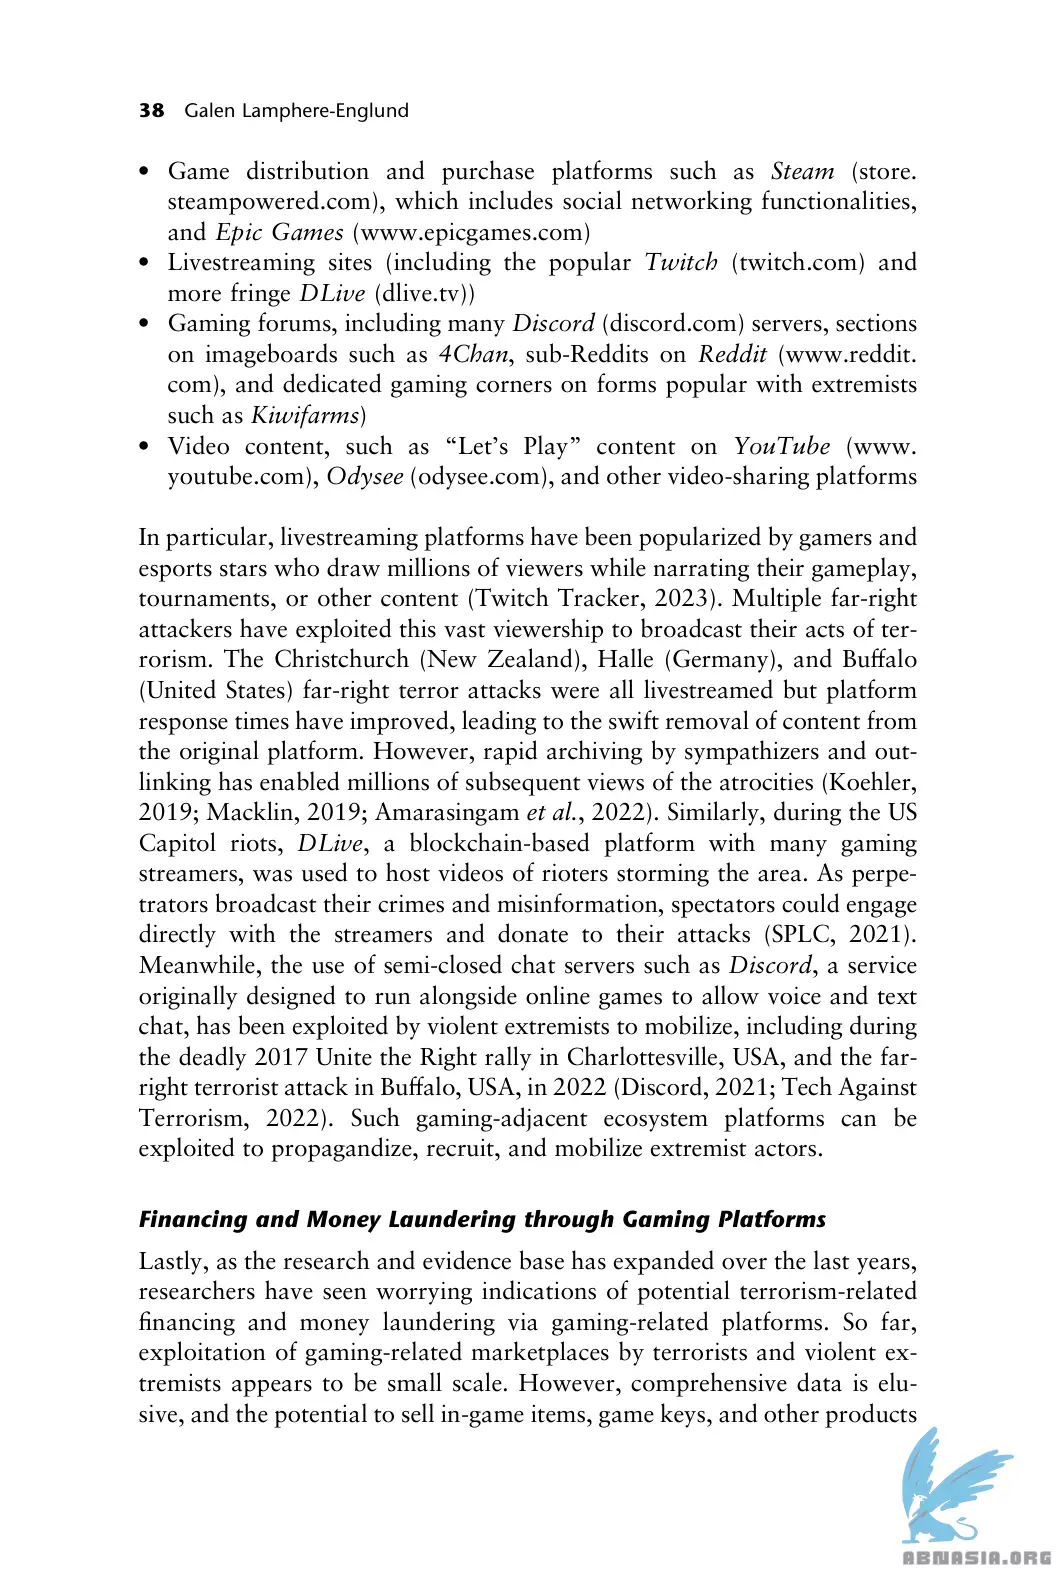 38 Galen Lamphere-Englund
• Game distribution and purchase platforms such as Steam (store.
steampowered.com), which includes social networking functionalities,
and Epic Games (www.epicgames.com)
• Livestreaming sites (including the popular Twitch (twitch.com) and
more fringe DLive (dlive.tv))
• Gaming forums, including many Discord (discord.com) servers, sections
on imageboards such as 4Chan, sub-Reddits on Reddit (www.reddit.
com), and dedicated gaming corners on forms popular with extremists
such as Kiwifarms)
• Video content, such as “Let’s Play” content on YouTube (www.
youtube.com), Odysee (odysee.com), and other video-sharing platforms
In particular, livestreaming platforms have been popularized by gamers and
esports stars who draw millions of viewers while narrating their gameplay,
tournaments, or other content (Twitch Tracker, 2023). Multiple far-right
attackers have exploited this vast viewership to broadcast their acts of ter-
rorism. The Christchurch (New Zealand), Halle (Germany), and Buffalo
(United States) far-right terror attacks were all livestreamed but platform
response times have improved, leading to the swift removal of content from
the original platform. However, rapid archiving by sympathizers and out-
linking has enabled millions of subsequent views of the atrocities (Koehler,
2019; Macklin, 2019; Amarasingam et al., 2022). Similarly, during the US
Capitol riots, DLive, a blockchain-based platform with many gaming
streamers, was used to host videos of rioters storming the area. As perpe-
trators broadcast their crimes and misinformation, spectators could engage
directly with the streamers and donate to their attacks (SPLC, 2021).
Meanwhile, the use of semi-closed chat servers such as Discord, a service
originally designed to run alongside online games to allow voice and text
chat, has been exploited by violent extremists to mobilize, including during
the deadly 2017 Unite the Right rally in Charlottesville, USA, and the far-
right terrorist attack in Buffalo, USA, in 2022 (Discord, 2021; Tech Against
Terrorism, 2022). Such gaming-adjacent ecosystem platforms can be
exploited to propagandize, recruit, and mobilize extremist actors.
Financing and Money Laundering through Gaming Platforms
Lastly, as the research and evidence base has expanded over the last years,
researchers have seen worrying indications of potential terrorism-related
financing and money laundering via gaming-related platforms. So far,
exploitation of gaming-related marketplaces by terrorists and violent ex-
tremists appears to be small scale. However, comprehensive data is elu-
sive, and the potential to sell in-game items, game keys, and other products
ABNASIA.ORG